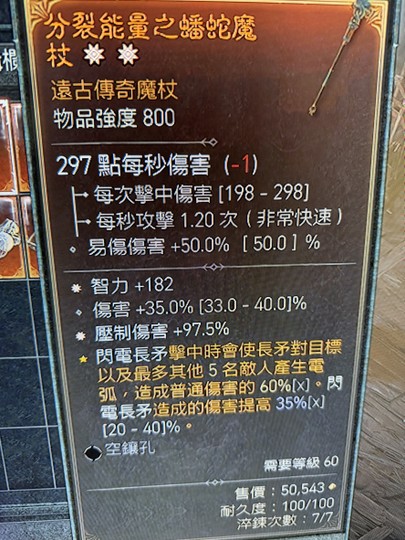 分裂能量之蟠蛇魔
杖
遠古傳奇魔杖
物品強度 800
297 點每秒傷害 (-1)
每次擊中傷害 [198 - 298]
每秒攻擊 1.20 次 (非常快速)
易傷傷害 +50.0% [50.0] %
智力 +182
傷害 +35.0% [33.0 - 40.0]%
壓制傷害 +97.5%
閃電長矛擊中時會使長矛對目標
以及最多其他 5 名敵人產生電
弧，造成普通傷害的 60%[x]。閃
電長矛造成的傷害提高 35%[x]
[20 - 40]%。
空鑲孔
需要等級 60
售價：50,543
耐久度：100/100
淬鍊次數：7/7